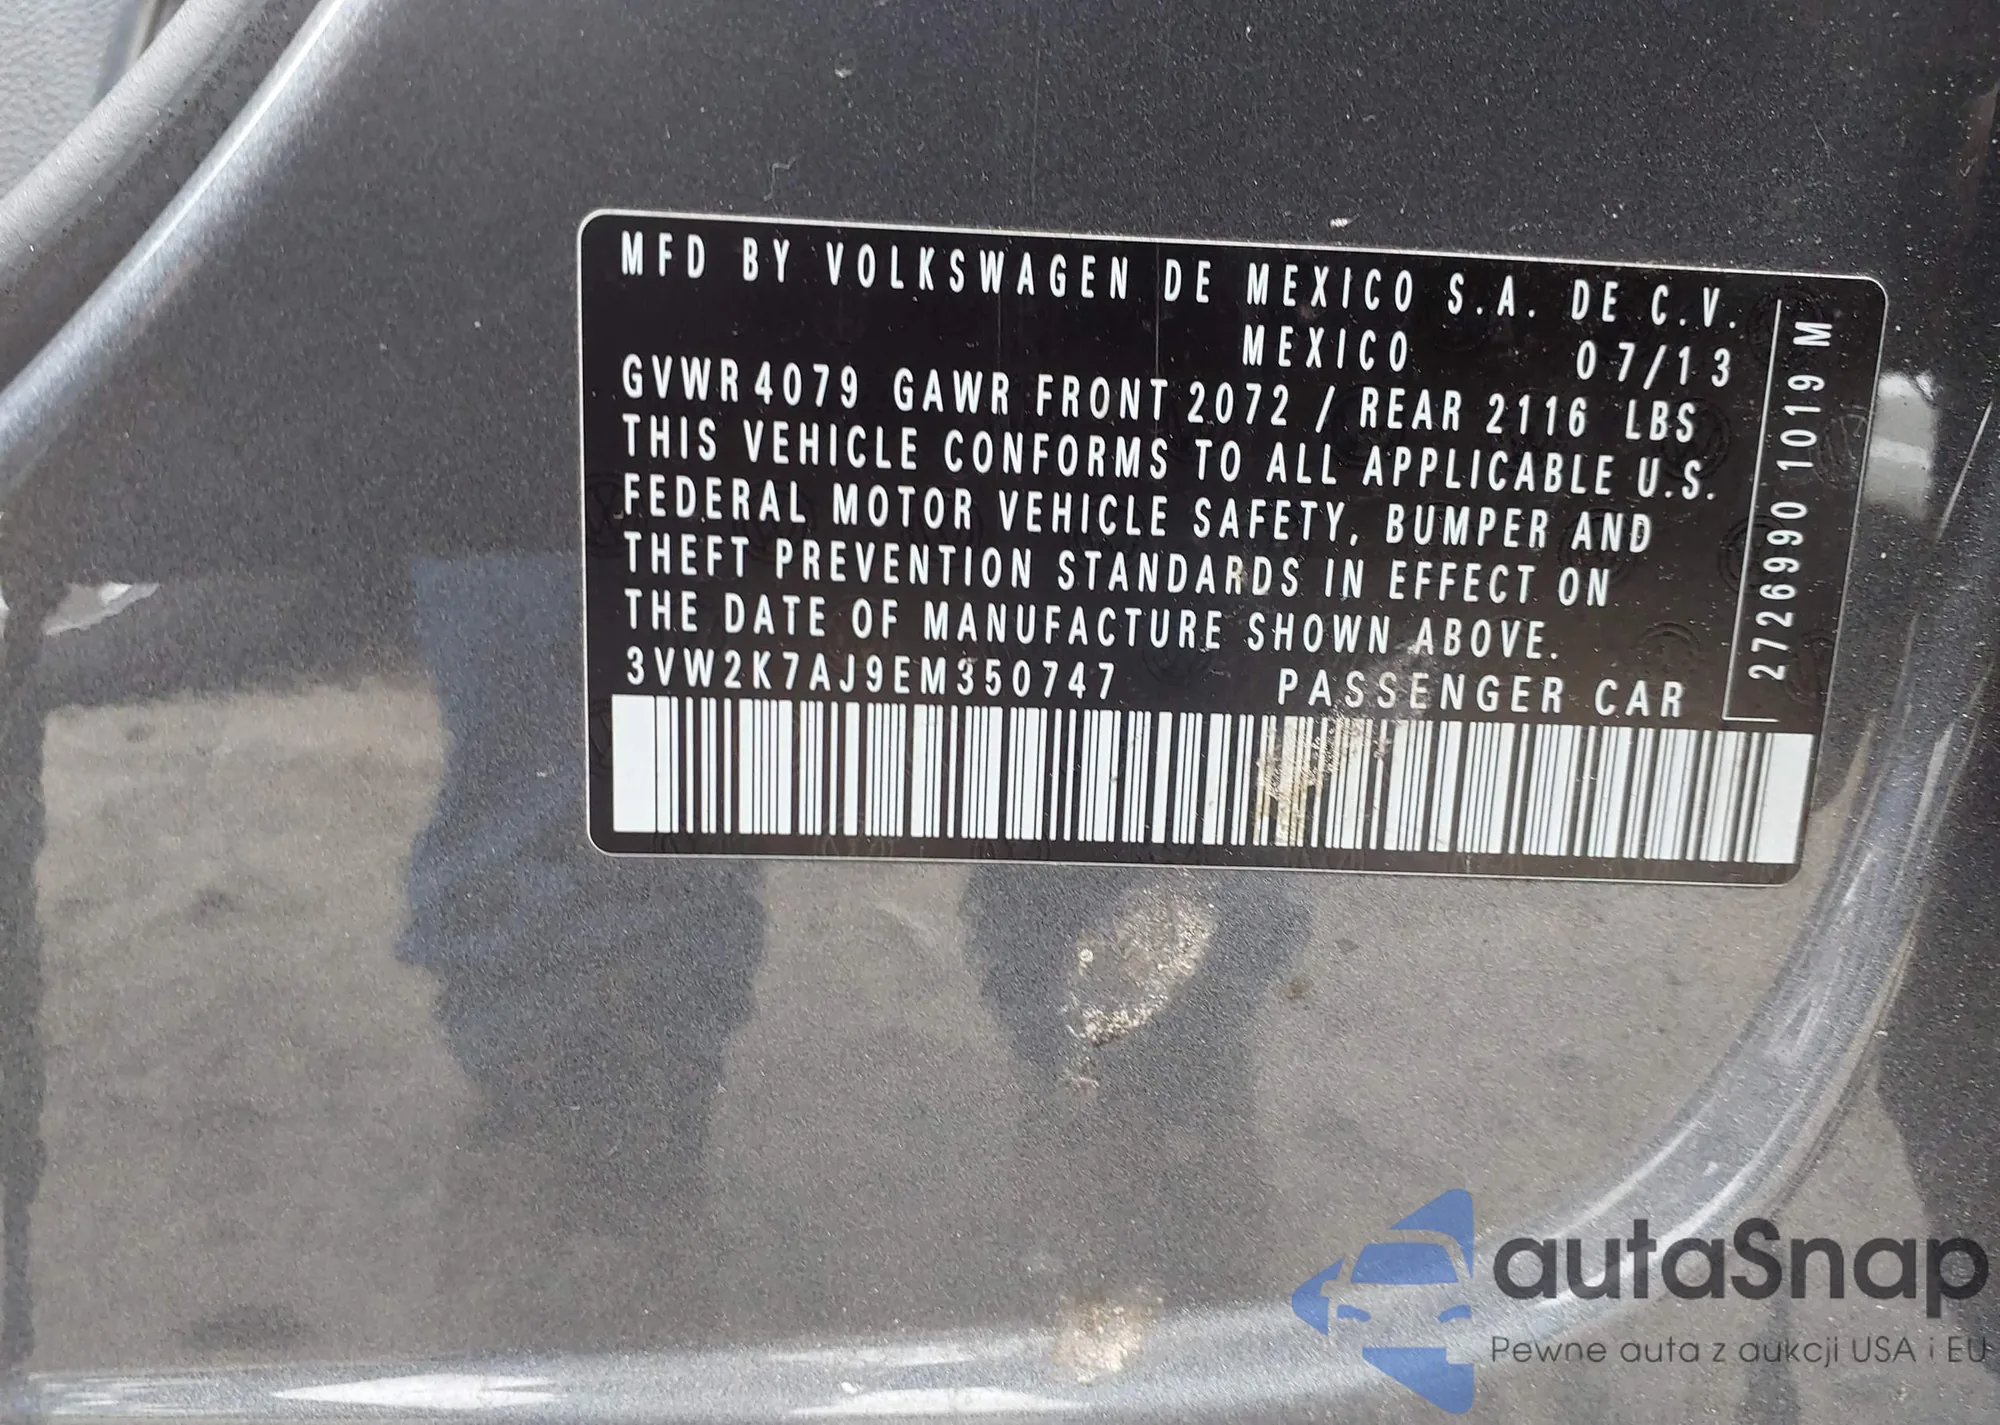 MFD BY VOLKSWAGEN DE MEXICO S.A. DE C.V.
MEXICO 07/13
GVWR 4079 GAWR FRONT 2072 / REAR 2116 LBS
THIS VEHICLE CONFORMS TO ALL APPLICABLE U.S.
FEDERAL MOTOR VEHICLE SAFETY, BUMPER AND
THEFT PREVENTION STANDARDS IN EFFECT ON
THE DATE OF MANUFACTURE SHOWN ABOVE.
3VW2K7AJ9EM350747 PASSENGER CAR
2726990 1019 M
autaSnap
Pewne auta z aukcji USA i EU